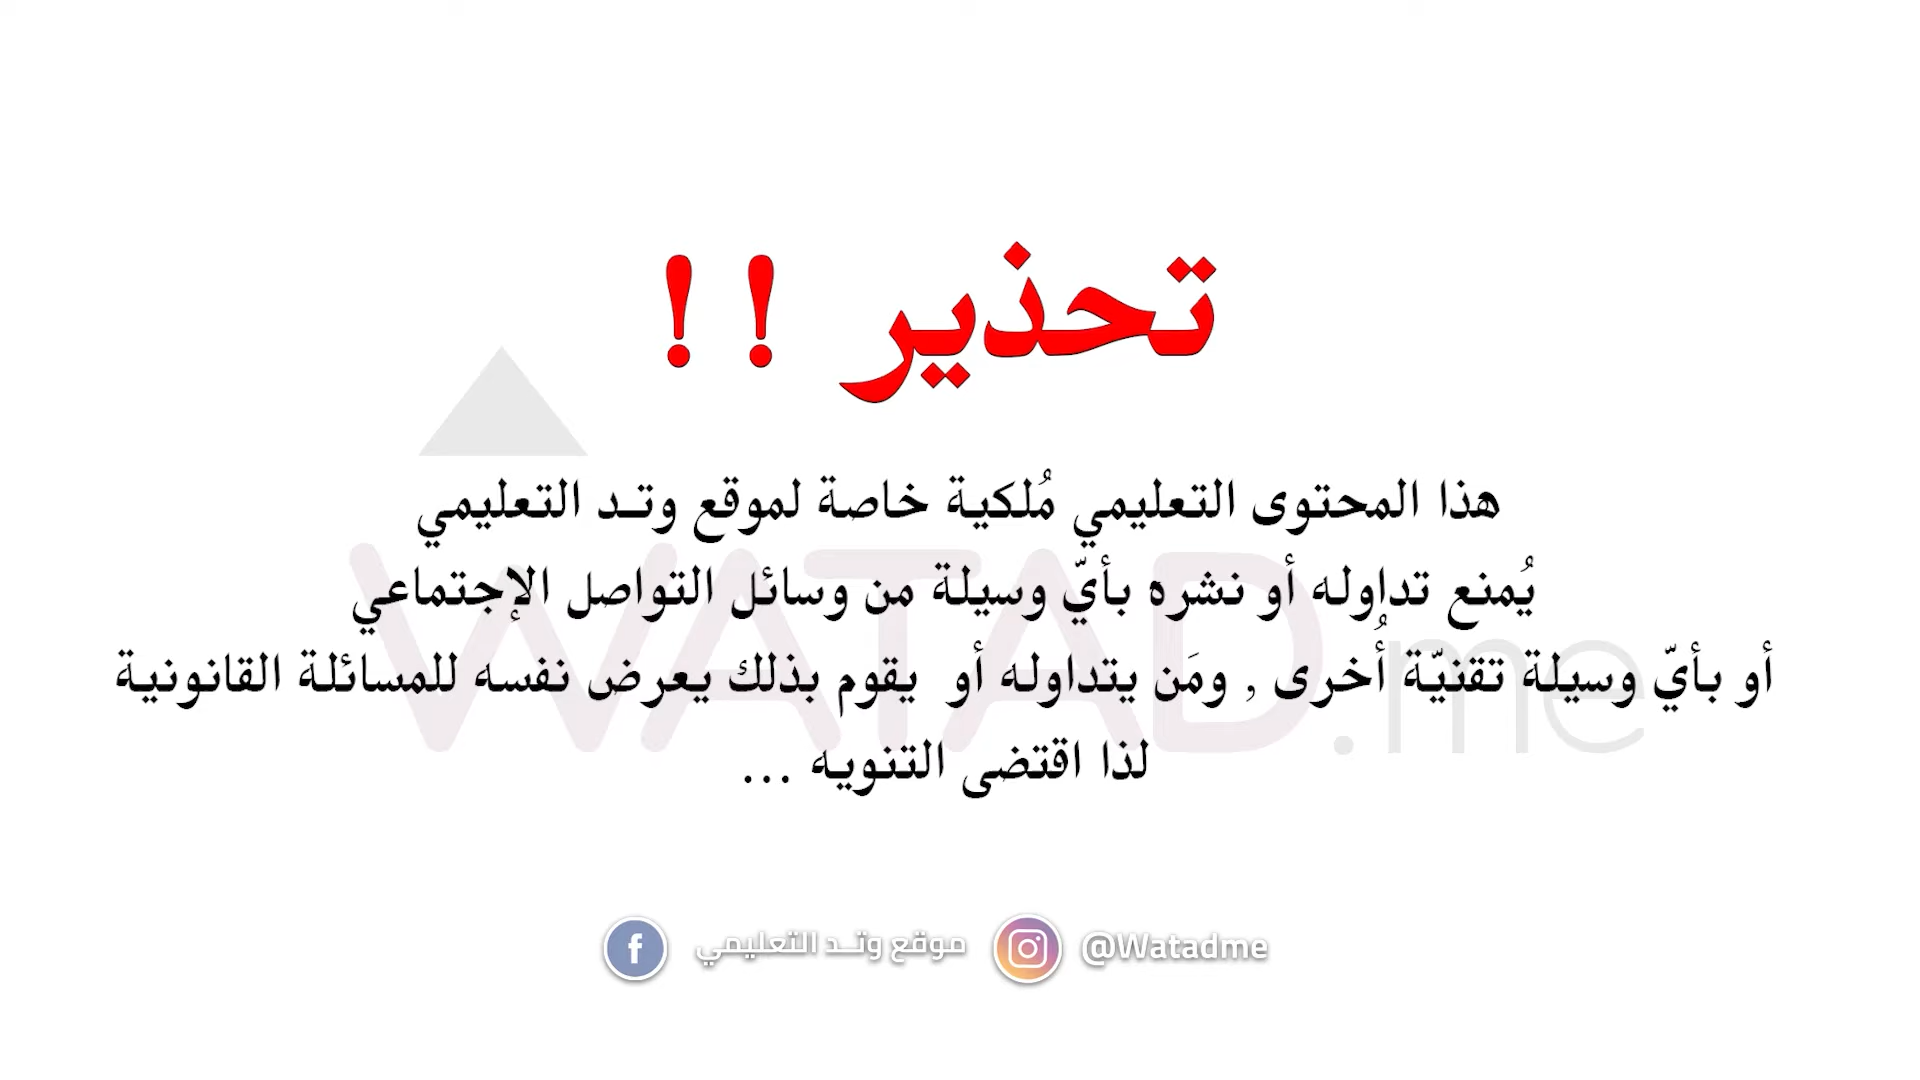 تحذير ! !
هذا المحتوى التعليمي مُلكية خاصة لموقع وتـد التعليمي
يُمنع تداوله أو نشره بأيّ وسيلة من وسائل التواصل الإجتماعي
أو بأيّ وسيلة تقنيّة أُخرى , ومَن يتداوله أو يقوم بذلك يعرض نفسه للمسائلة القانونية
لذا اقتضى التنويه ...
WATAD.me
موقع وتـد التعليمي @Watadme